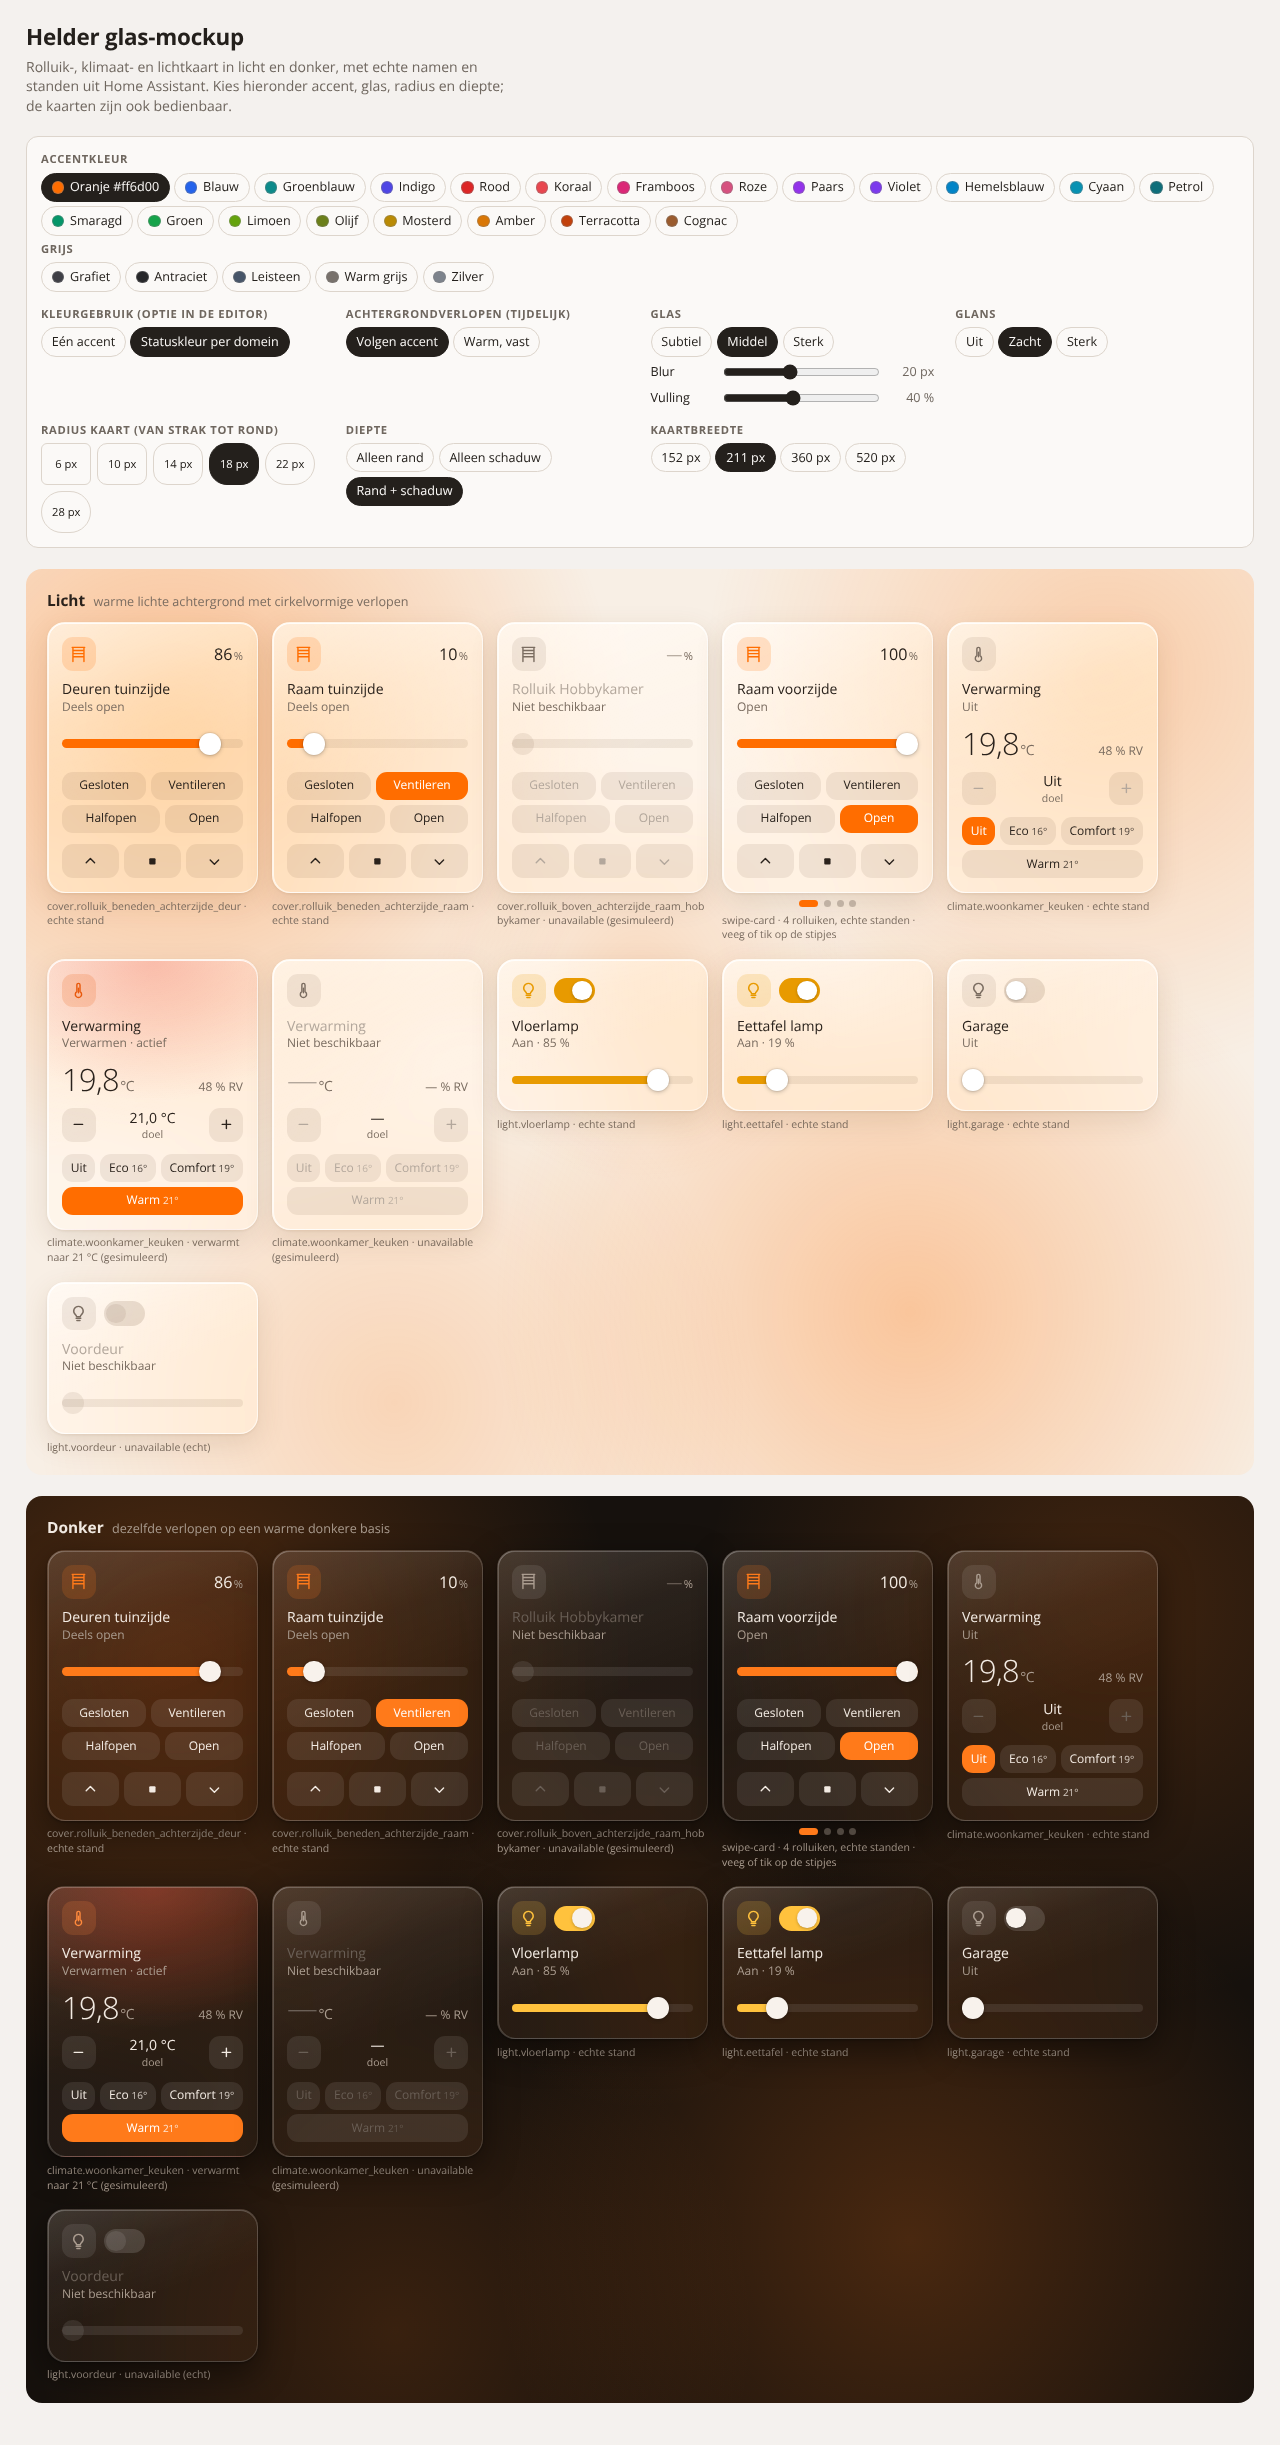 Helder glas-mockup
Rolluik-, klimaat- en lichtkaart in licht en donker, met echte namen en
standen uit Home Assistant. Kies hieronder accent, glas, radius en diepte;
de kaarten zijn ook bedienbaar.
ACCENTKLEUR
Oranje #ff6d00 Blauw Groenblauw Indigo Rood Koraal Framboos Roze Paars Violet Hemelsblauw Cyaan Petrol
Smaragd Groen Limoen Olijf Mosterd Amber Terracotta Cognac
GRIJS
Grafiet Antraciet Leisteen Warm grijs Zilver
KLEURGEBRUIK (OPTIE IN DE EDITOR) ACHTERGRONDVERLOPEN (TIJDELIJK) GLAS GLANS
Eén accent Statuskleur per domein Volgen accent Warm, vast Subtiel Middel Sterk Uit Zacht Sterk
Blur 20 px
Vulling 40 %
RADIUS KAART (VAN STRAK TOT ROND) DIEPTE KAARTBREEDTE
6 px 10 px 14 px 18 px 22 px Alleen rand Alleen schaduw 152 px 211 px 360 px 520 px
28 px Rand + schaduw
Licht warme lichte achtergrond met cirkelvormige verlopen
86% 10% —% 100%
Deuren tuinzijde Raam tuinzijde Rolluik Hobbykamer Raam voorzijde Verwarming
Deels open Deels open Niet beschikbaar Open Uit
19,8°C 48 % RV
Gesloten Ventileren Gesloten Ventileren Gesloten Ventileren Gesloten Ventileren − Uit +
doel
Halfopen Open Halfopen Open Halfopen Open Halfopen Open Uit Eco 16° Comfort 19°
Warm 21°
cover.rolluik_beneden_achterzijde_deur · cover.rolluik_beneden_achterzijde_raam · cover.rolluik_boven_achterzijde_raam_hob climate.woonkamer_keuken · echte stand
echte stand echte stand bykamer · unavailable (gesimuleerd) swipe-card · 4 rolluiken, echte standen ·
veeg of tik op de stipjes
Verwarming Verwarming Vloerlamp Eettafel lamp Garage
Verwarmen · actief Niet beschikbaar Aan · 85 % Aan · 19 % Uit
19,8°C 48 % RV —°C — % RV
− 21,0 °C + − — +
doel doel
light.vloerlamp · echte stand light.eettafel · echte stand light.garage · echte stand
Uit Eco 16° Comfort 19° Uit Eco 16° Comfort 19°
Warm 21° Warm 21°
climate.woonkamer_keuken · verwarmt climate.woonkamer_keuken · unavailable
naar 21 °C (gesimuleerd) (gesimuleerd)
Voordeur
Niet beschikbaar
light.voordeur · unavailable (echt)
Donker dezelfde verlopen op een warme donkere basis
86% 10% —% 100%
Deuren tuinzijde Raam tuinzijde Rolluik Hobbykamer Raam voorzijde Verwarming
Deels open Deels open Niet beschikbaar Open Uit
19,8°C 48 % RV
Gesloten Ventileren Gesloten Ventileren Gesloten Ventileren Gesloten Ventileren − Uit +
doel
Halfopen Open Halfopen Open Halfopen Open Halfopen Open Uit Eco 16° Comfort 19°
Warm 21°
cover.rolluik_beneden_achterzijde_deur · cover.rolluik_beneden_achterzijde_raam · cover.rolluik_boven_achterzijde_raam_hob climate.woonkamer_keuken · echte stand
echte stand echte stand bykamer · unavailable (gesimuleerd) swipe-card · 4 rolluiken, echte standen ·
veeg of tik op de stipjes
Verwarming Verwarming Vloerlamp Eettafel lamp Garage
Verwarmen · actief Niet beschikbaar Aan · 85 % Aan · 19 % Uit
19,8°C 48 % RV —°C — % RV
− 21,0 °C + − — +
doel doel
light.vloerlamp · echte stand light.eettafel · echte stand light.garage · echte stand
Uit Eco 16° Comfort 19° Uit Eco 16° Comfort 19°
Warm 21° Warm 21°
climate.woonkamer_keuken · verwarmt climate.woonkamer_keuken · unavailable
naar 21 °C (gesimuleerd) (gesimuleerd)
Voordeur
Niet beschikbaar
light.voordeur · unavailable (echt)